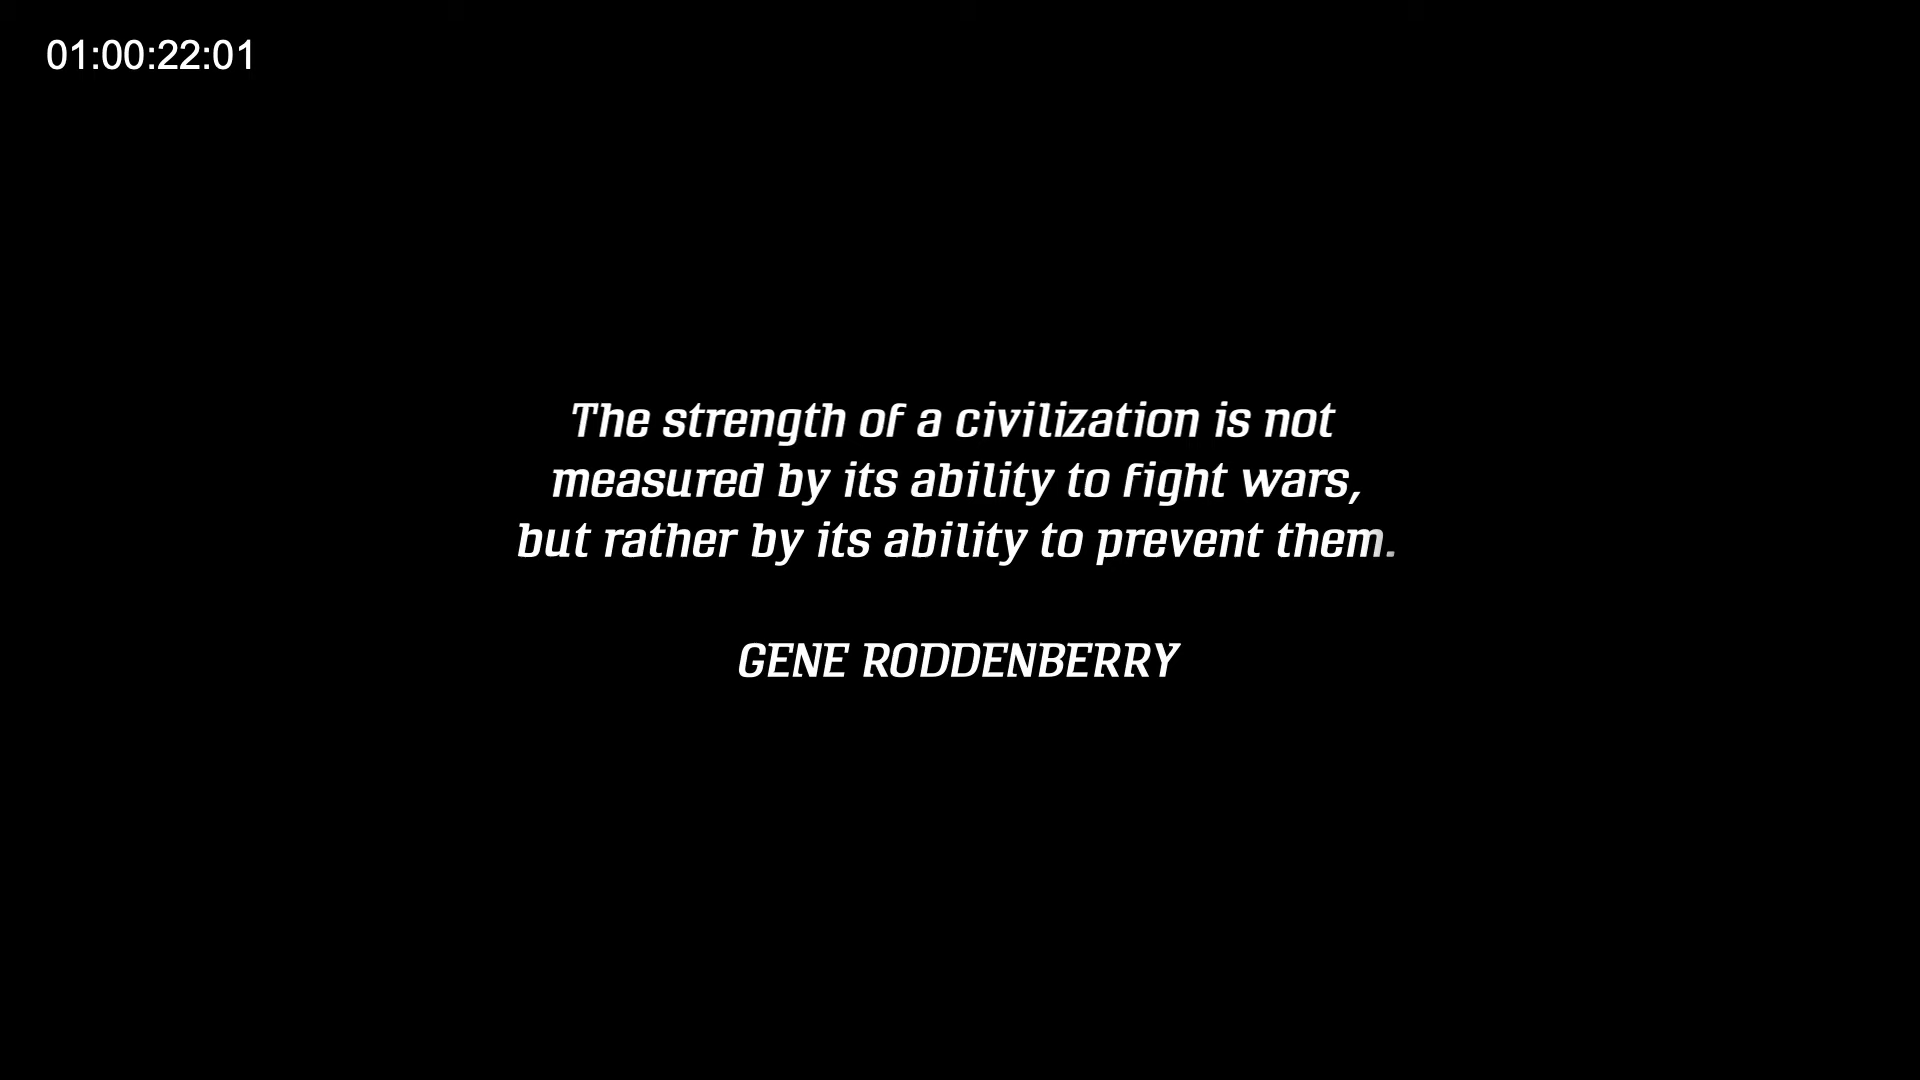 01:00:22:01
The strength of a civilization is not
measured by its ability to fight wars,
but rather by its ability to prevent them.
GENE RODDENBERRY